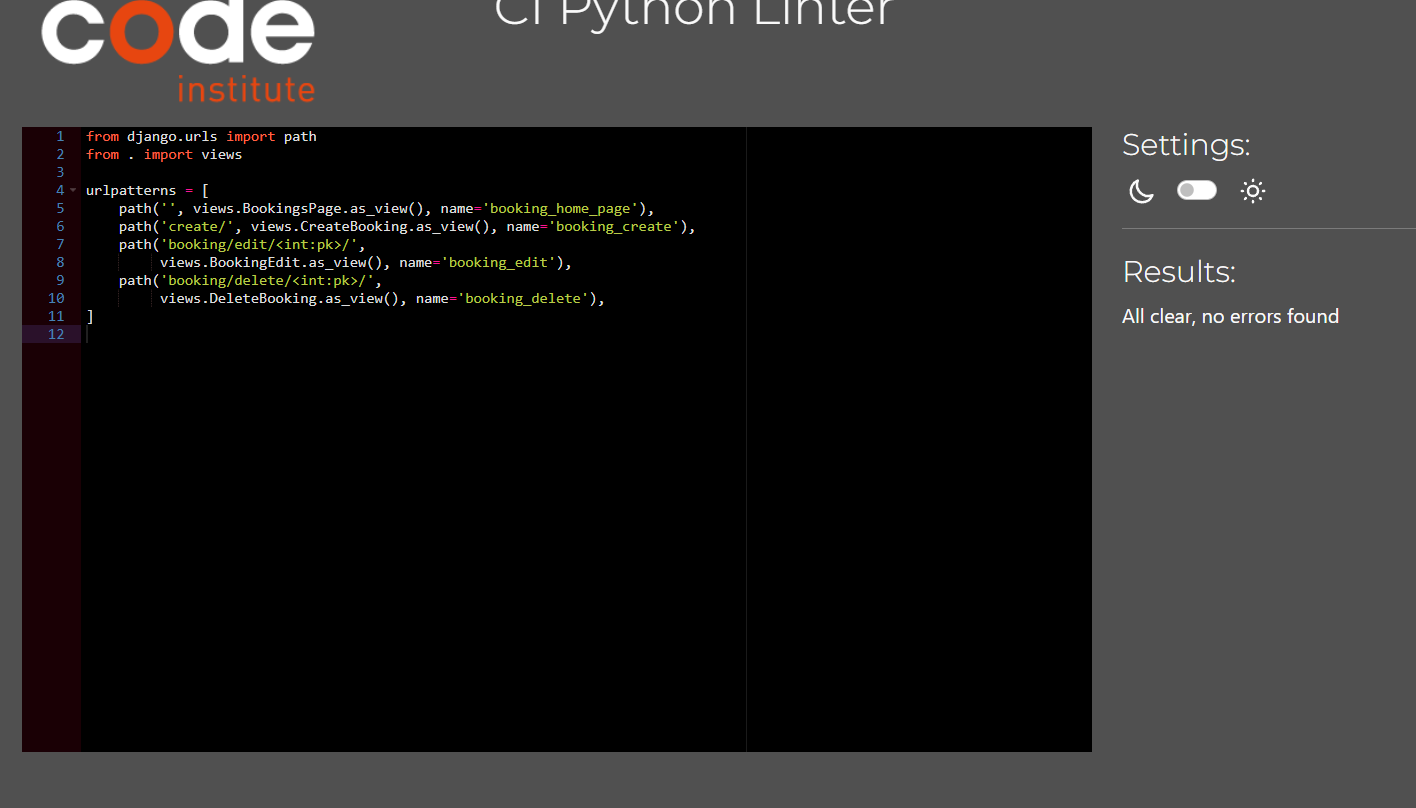 code
institute
CI Python Linter
1 from django.urls import path
2 from . import views
3
4 urlpatterns = [
5     path('', views.BookingsPage.as_view(), name='booking_home_page'),
6     path('create/', views.CreateBooking.as_view(), name='booking_create'),
7     path('booking/edit/<int:pk>/',
8          views.BookingEdit.as_view(), name='booking_edit'),
9     path('booking/delete/<int:pk>/',
10          views.DeleteBooking.as_view(), name='booking_delete'),
11 ]
12
Settings:
Results:
All clear, no errors found